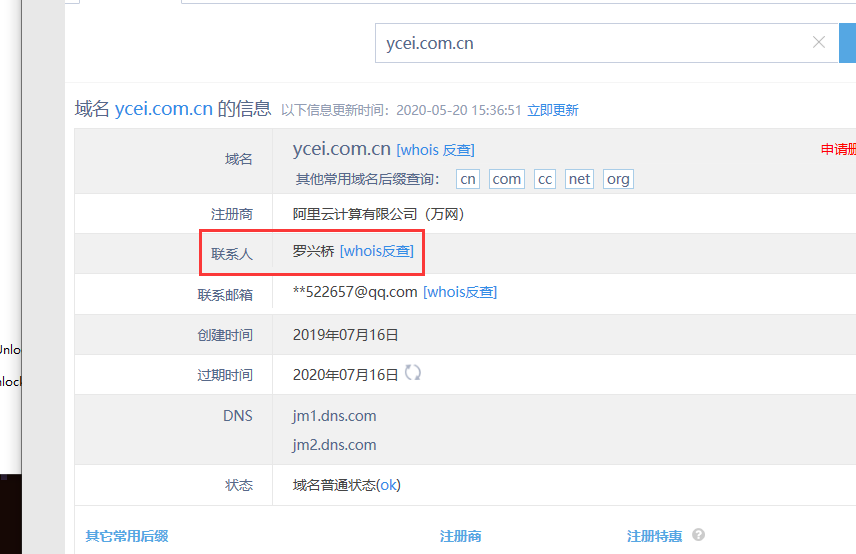 ycei.com.cn
域名 ycei.com.cn 的信息 以下信息更新时间：2020-05-20 15:36:51 立即更新
域名 ycei.com.cn [whois 反查]
其他常用域名后缀查询： cn com cc net org
申请删
注册商 阿里云计算有限公司（万网）
联系人 罗兴桥 [whois反查]
联系邮箱 **522657@qq.com [whois反查]
创建时间 2019年07月16日
过期时间 2020年07月16日
DNS jm1.dns.com
jm2.dns.com
状态 域名普通状态(ok)
其它常用后缀 注册商 注册特惠